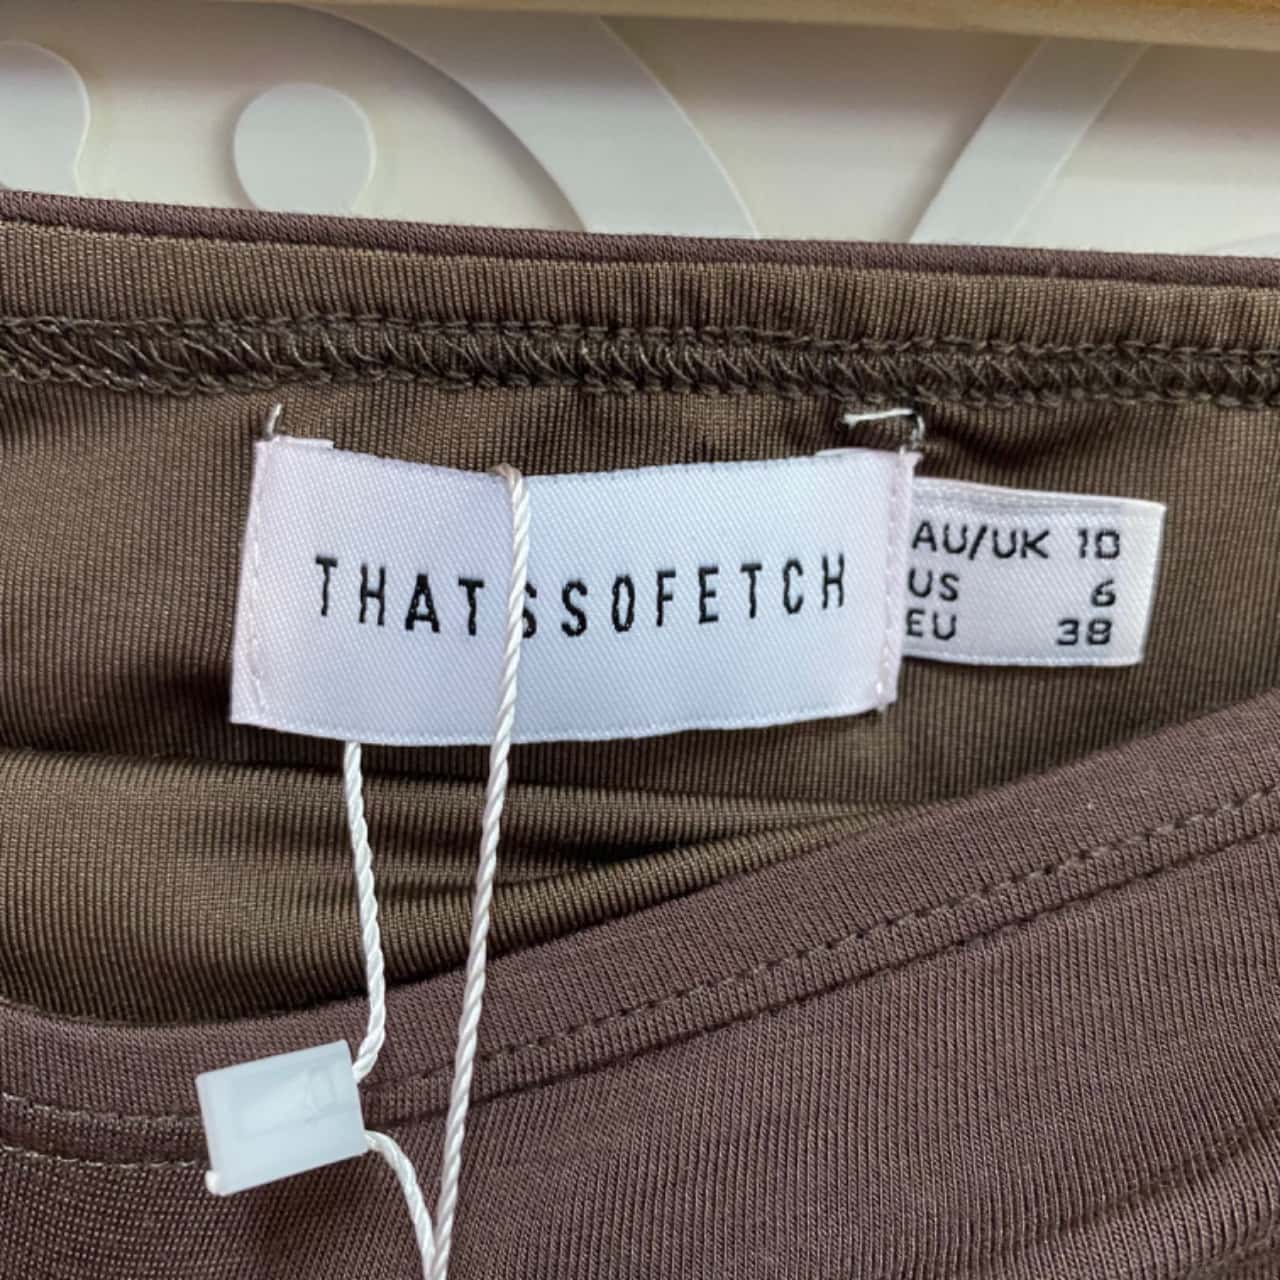 THATSSOFETCH
AU/UK 10
US 6
EU 38